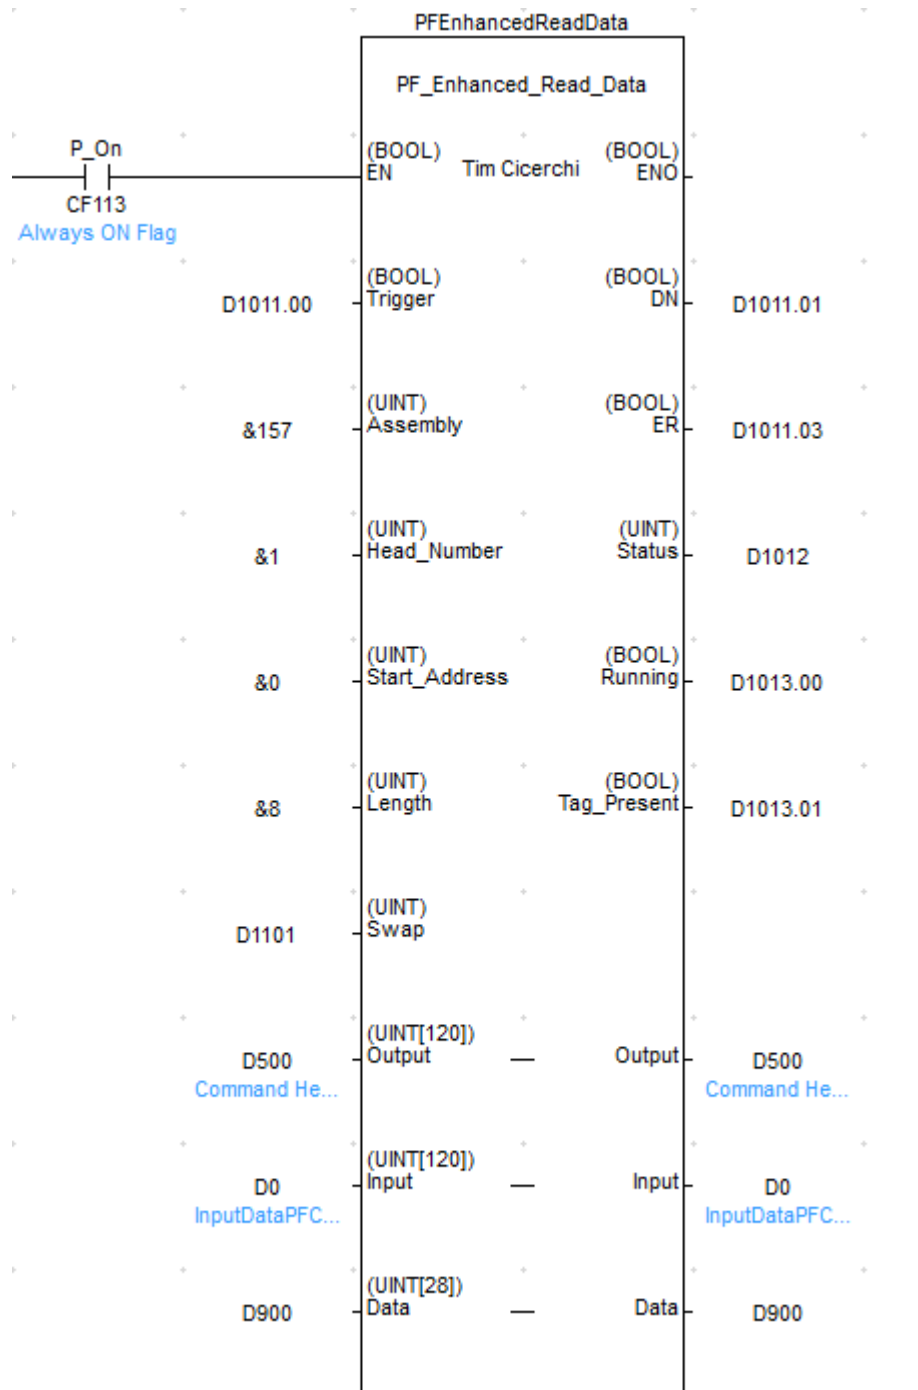 PFEnhancedReadData
PF_Enhanced_Read_Data
P_On
(BOOL) (BOOL)
EN Tim Cicerchi ENO
CF113
Always ON Flag
(BOOL) (BOOL)
D1011.00 Trigger DN D1011.01
(UINT) (BOOL)
&157 Assembly ER D1011.03
(UINT) (UINT)
&1 Head_Number Status D1012
(UINT) (BOOL)
&0 Start_Address Running D1013.00
(UINT) (BOOL)
&8 Length Tag_Present D1013.01
(UINT)
D1101 Swap
(UINT[120])
D500 Output — Output D500
Command He... Command He...
(UINT[120])
D0 Input — Input D0
InputDataPFC... InputDataPFC...
(UINT[28])
D900 Data — Data D900